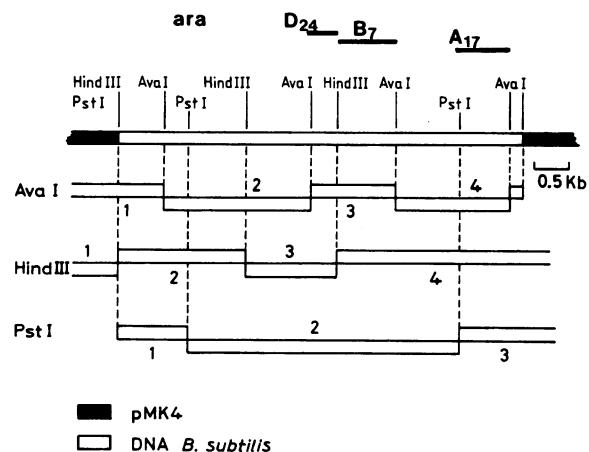 ara D24 B7 A17
Hind III Ava I Hind III Ava I Hind III Ava I Ava I
Pst I Pst I Pst I
0.5 Kb
Ava I 1 2 3 4
Hind III 1 2 3 4
Pst I 1 2 3
pMK4
DNA B. subtilis